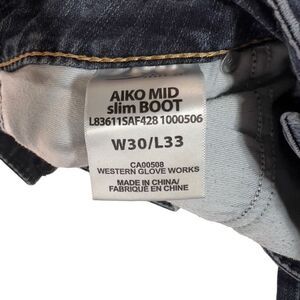 AIKO MID
slim BOOT
L83611SAF428 1000506
W30/L33
CA00508
WESTERN GLOVE WORKS
MADE IN CHINA/
FABRIQUÉ EN CHINE